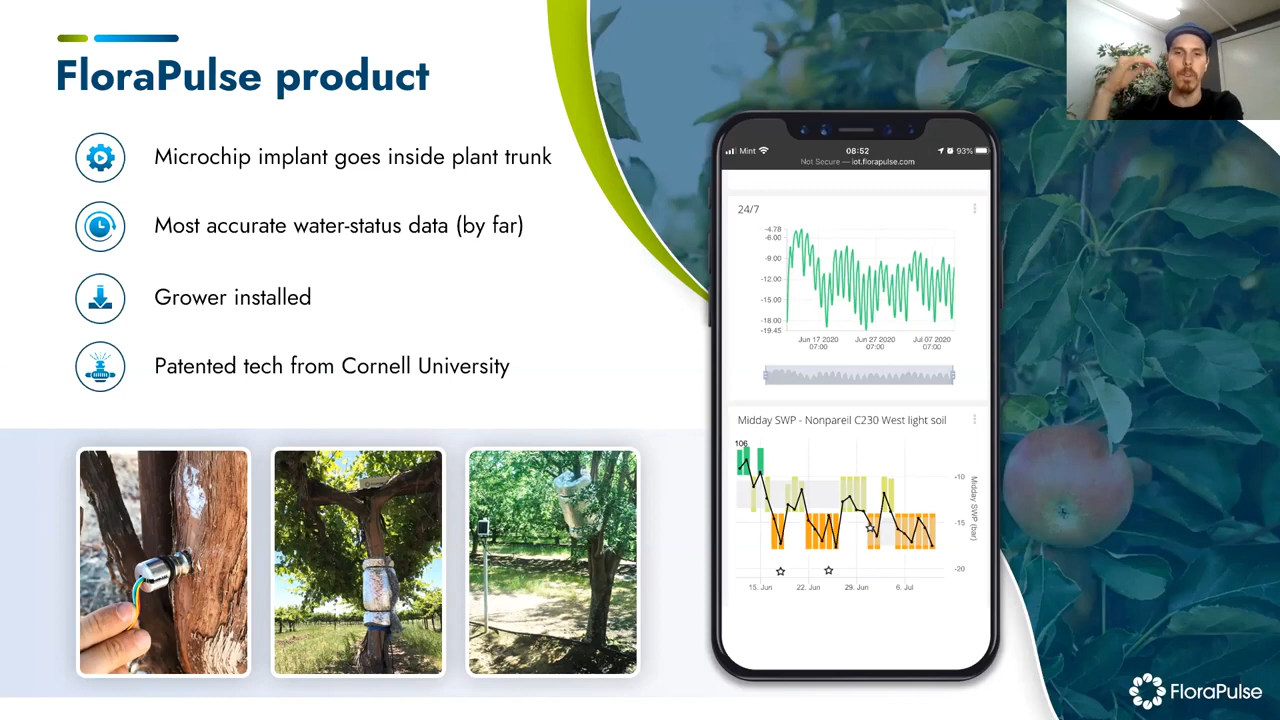 FloraPulse product
Microchip implant goes inside plant trunk
Most accurate water-status data (by far)
Grower installed
Patented tech from Cornell University
Mint 08:52 93%
Not Secure — iot.florapulse.com
24/7
-4.78
-6.00
-9.00
-12.00
-15.00
-18.00
-19.45
Jun 17 2020 Jun 27 2020 Jul 07 2020
07:00 07:00 07:00
Midday SWP - Nonpareil C230 West light soil
106
-10
-15
-20
Midday SWP (bar)
15. Jun 22. Jun 29. Jun 6. Jul
FloraPulse